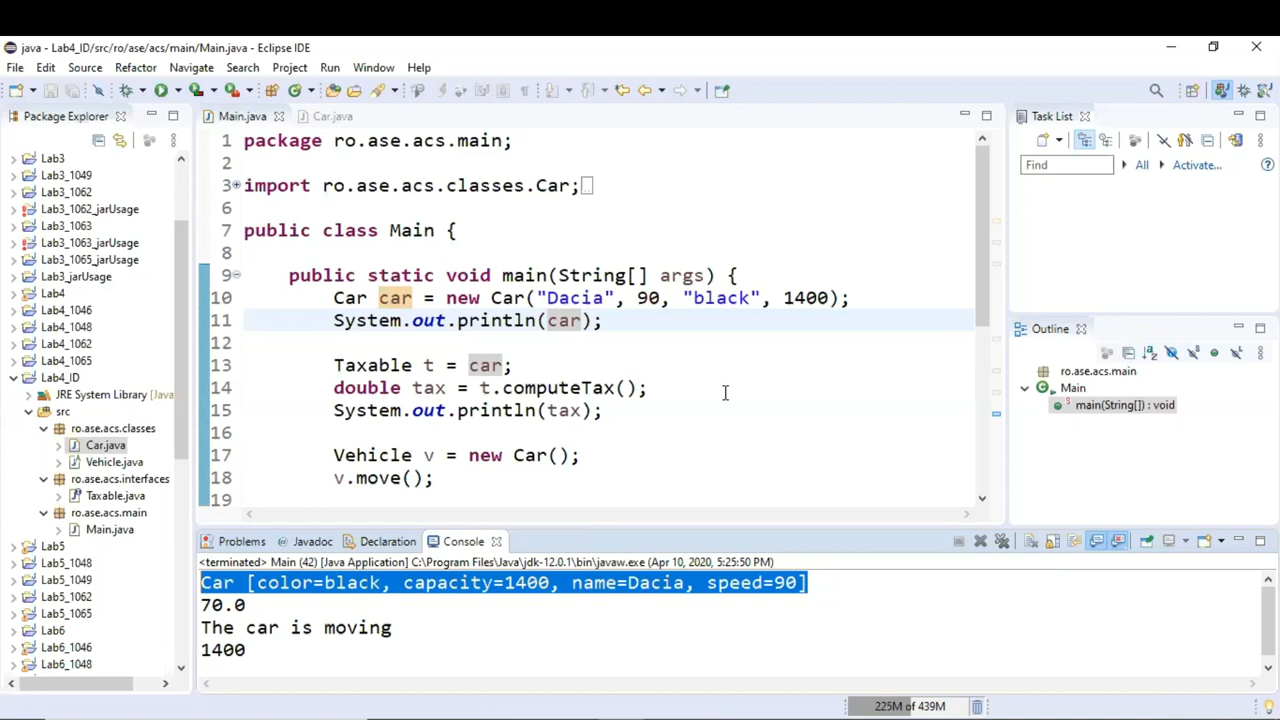 java - Lab4_ID/src/ro/ase/acs/main/Main.java - Eclipse IDE
File Edit Source Refactor Navigate Search Project Run Window Help
Package Explorer
Lab3
Lab3_1049
Lab3_1062
Lab3_1062_jarUsage
Lab3_1063
Lab3_1063_jarUsage
Lab3_1065_jarUsage
Lab3_jarUsage
Lab4
Lab4_1046
Lab4_1048
Lab4_1062
Lab4_1065
Lab4_ID
JRE System Library [Java
src
ro.ase.acs.classes
Car.java
Vehicle.java
ro.ase.acs.interfaces
Taxable.java
ro.ase.acs.main
Main.java
Lab5
Lab5_1048
Lab5_1049
Lab5_1062
Lab5_1065
Lab6
Lab6_1046
Lab6_1048
Main.java Car.java
1 package ro.ase.acs.main;
2
3 import ro.ase.acs.classes.Car;
6
7 public class Main {
8
9 public static void main(String[] args) {
10 Car car = new Car("Dacia", 90, "black", 1400);
11 System.out.println(car);
12
13 Taxable t = car;
14 double tax = t.computeTax();
15 System.out.println(tax);
16
17 Vehicle v = new Car();
18 v.move();
19
Task List
Find All Activate...
Outline
ro.ase.acs.main
Main
main(String[]) : void
Problems Javadoc Declaration Console
<terminated> Main (42) [Java Application] C:\Program Files\Java\jdk-12.0.1\bin\javaw.exe (Apr 10, 2020, 5:25:50 PM)
Car [color=black, capacity=1400, name=Dacia, speed=90]
70.0
The car is moving
1400
225M of 439M